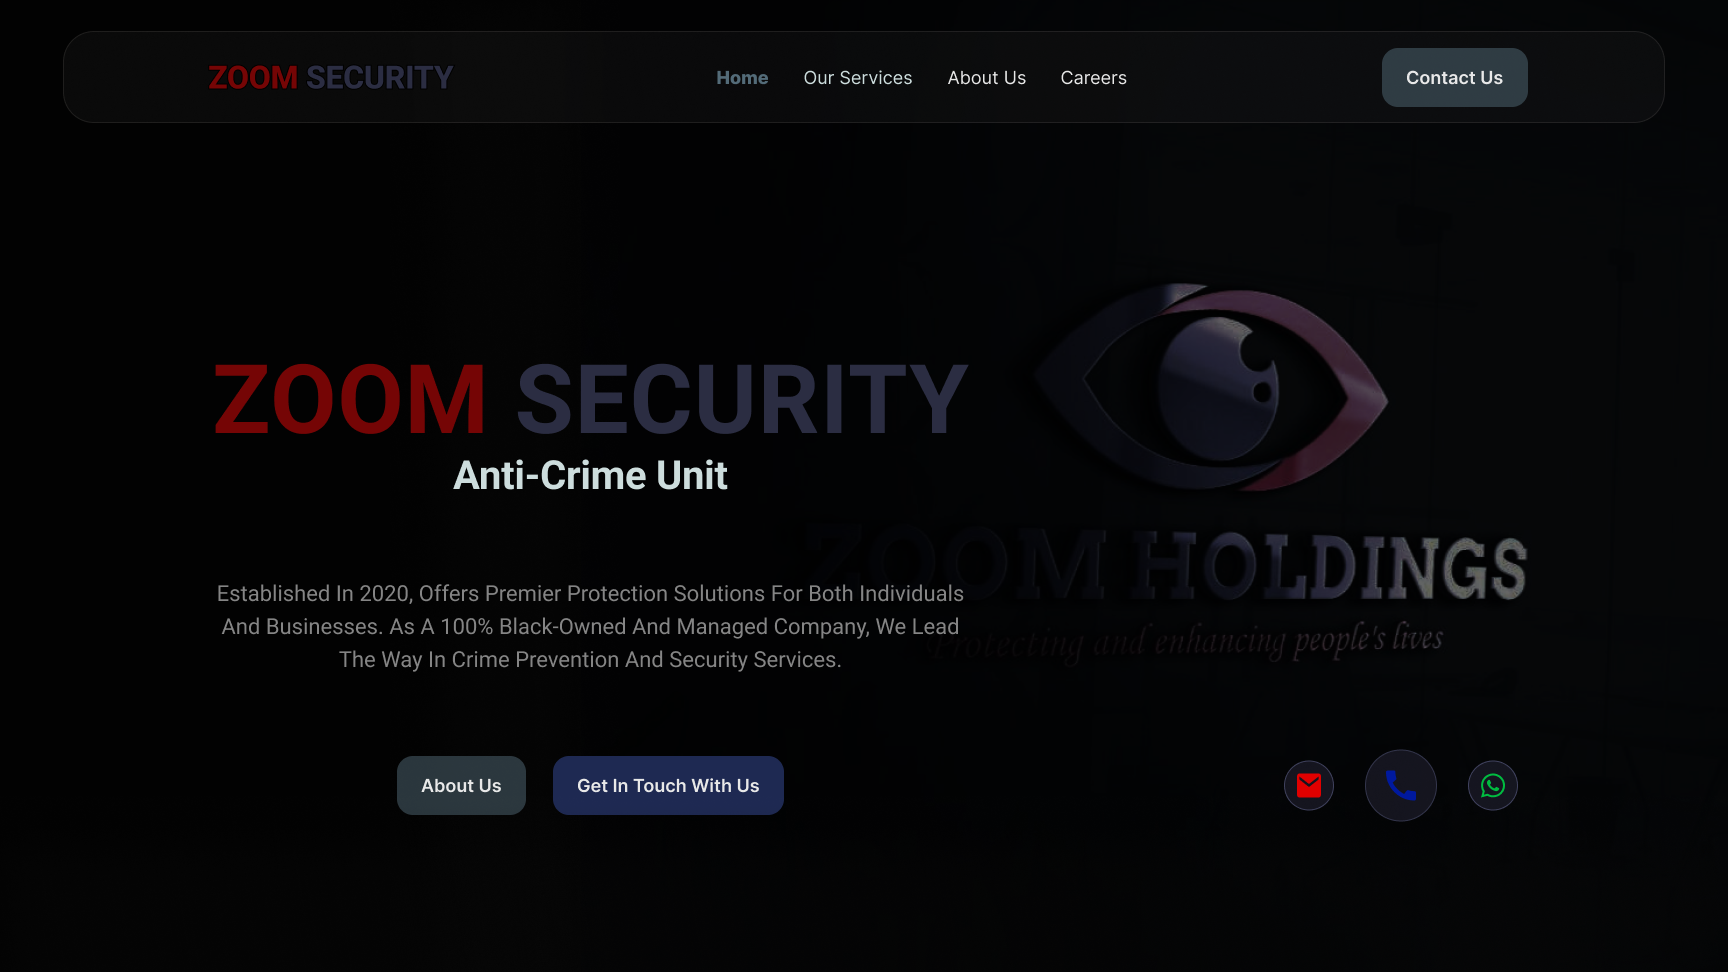 ZOOM SECURITY
Home
Our Services
About Us
Careers
Contact Us
ZOOM SECURITY
Anti-Crime Unit
Established In 2020, Offers Premier Protection Solutions For Both Individuals
And Businesses. As A 100% Black-Owned And Managed Company, We Lead
The Way In Crime Prevention And Security Services.
ZOOM HOLDINGS
Protecting and enhancing people's lives
About Us
Get In Touch With Us